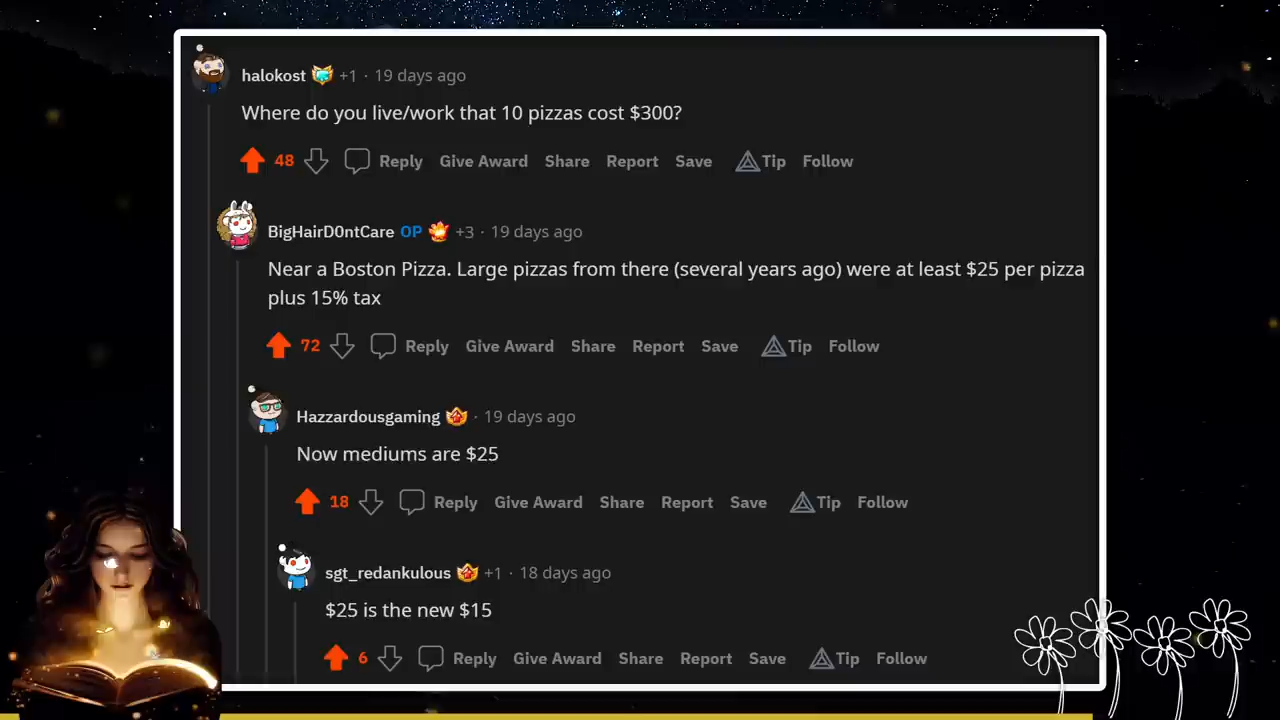 halokost +1 · 19 days ago
Where do you live/work that 10 pizzas cost $300?
48 Reply Give Award Share Report Save Tip Follow
BigHairD0ntCare OP +3 · 19 days ago
Near a Boston Pizza. Large pizzas from there (several years ago) were at least $25 per pizza
plus 15% tax
72 Reply Give Award Share Report Save Tip Follow
Hazzardousgaming · 19 days ago
Now mediums are $25
18 Reply Give Award Share Report Save Tip Follow
sgt_redankulous +1 · 18 days ago
$25 is the new $15
6 Reply Give Award Share Report Save Tip Follow